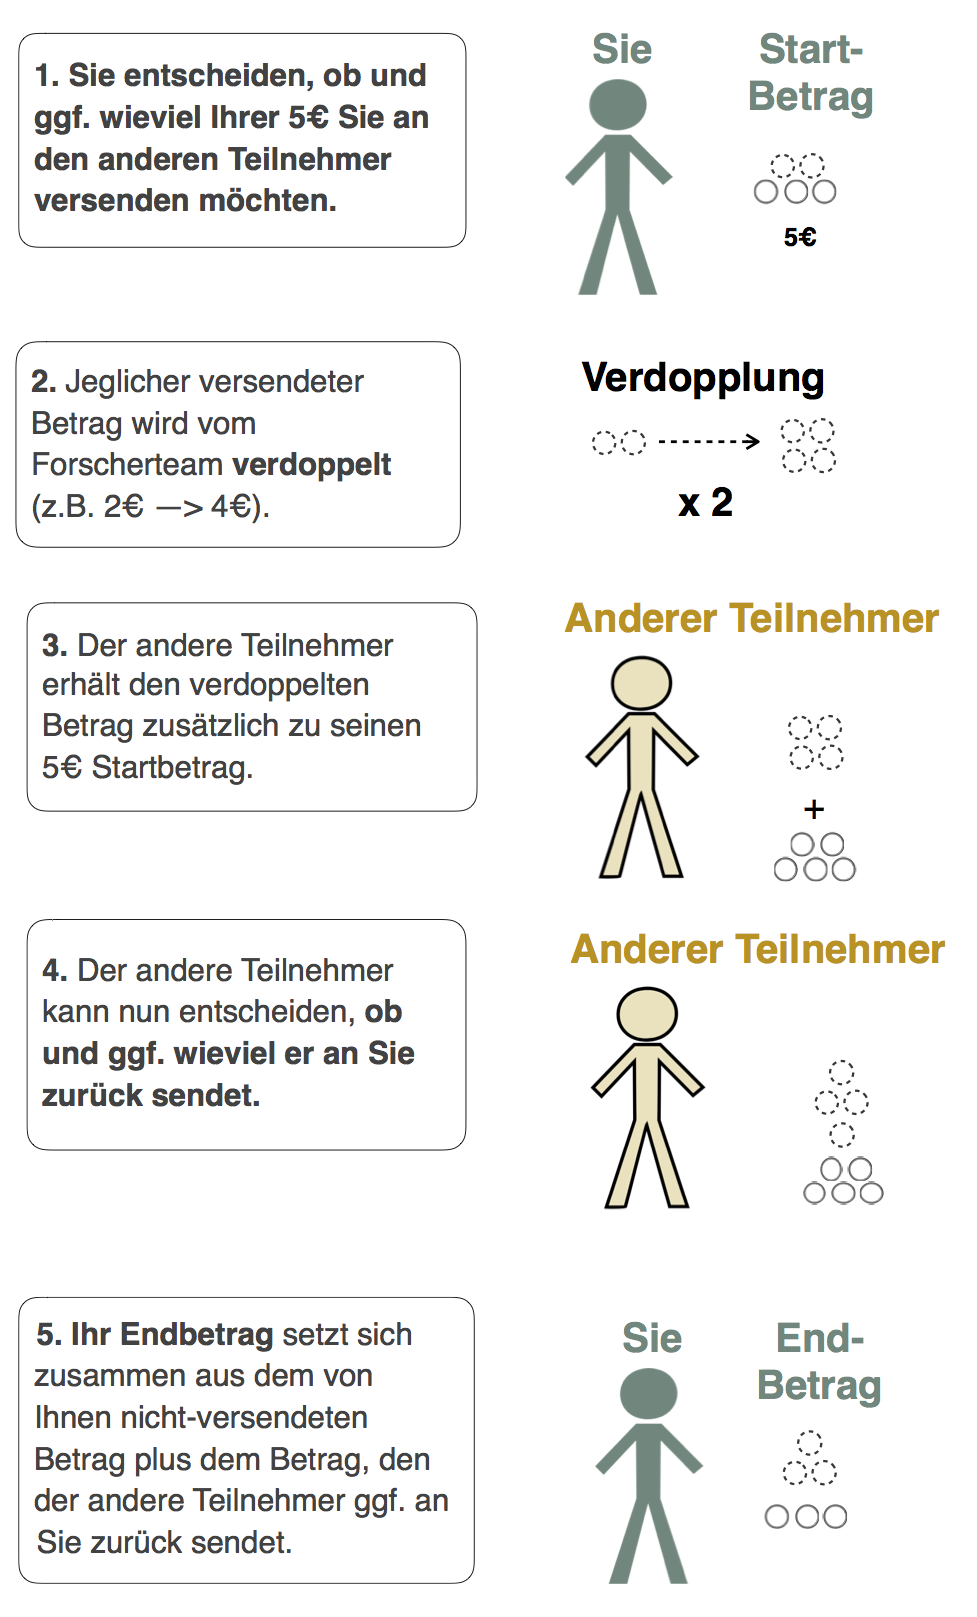 1. Sie entscheiden, ob und
ggf. wieviel Ihrer 5€ Sie an
den anderen Teilnehmer
versenden möchten.
Sie
Start-
Betrag
5€
2. Jeglicher versendeter
Betrag wird vom
Forscherteam verdoppelt
(z.B. 2€ —> 4€).
Verdopplung
x 2
3. Der andere Teilnehmer
erhält den verdoppelten
Betrag zusätzlich zu seinen
5€ Startbetrag.
Anderer Teilnehmer
+
4. Der andere Teilnehmer
kann nun entscheiden, ob
und ggf. wieviel er an Sie
zurück sendet.
Anderer Teilnehmer
5. Ihr Endbetrag setzt sich
zusammen aus dem von
Ihnen nicht-versendeten
Betrag plus dem Betrag, den
der andere Teilnehmer ggf. an
Sie zurück sendet.
Sie
End-
Betrag